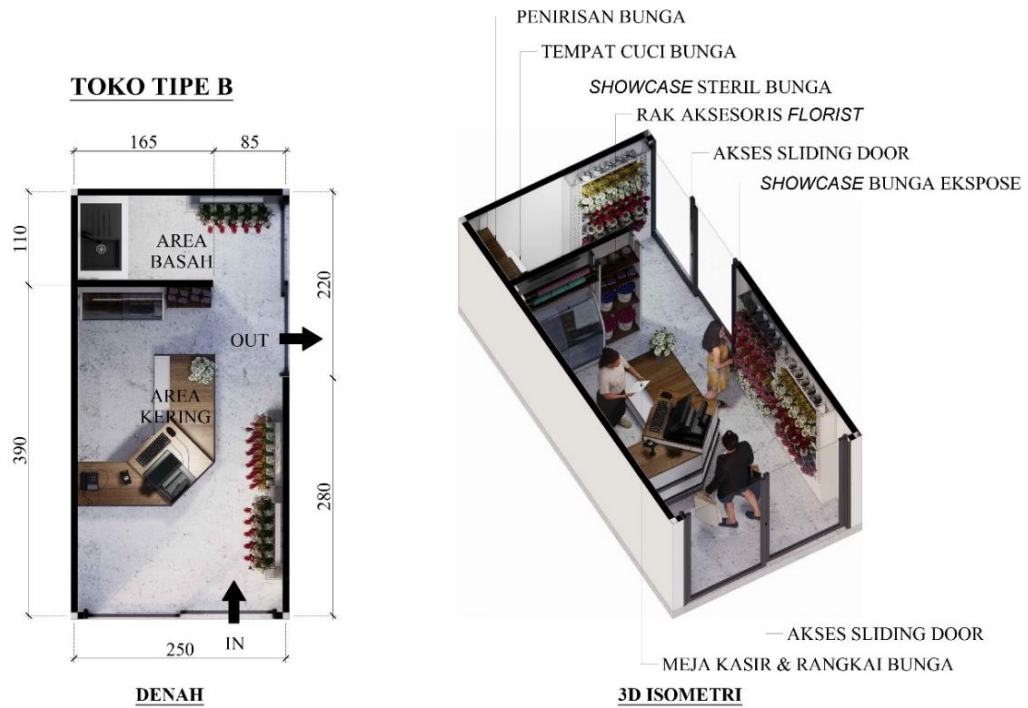 PENIRISAN BUNGA
TEMPAT CUCI BUNGA
TOKO TIPE B
SHOWCASE STERIL BUNGA
RAK AKSESORIS FLORIST
165
85
AKSES SLIDING DOOR
SHOWCASE BUNGA EKSPOSE
110
AREA
BASAH
220
OUT
AREA
KERING
390
280
IN
250
AKSES SLIDING DOOR
MEJA KASIR & RANGKAI BUNGA
DENAH
3D ISOMETRI